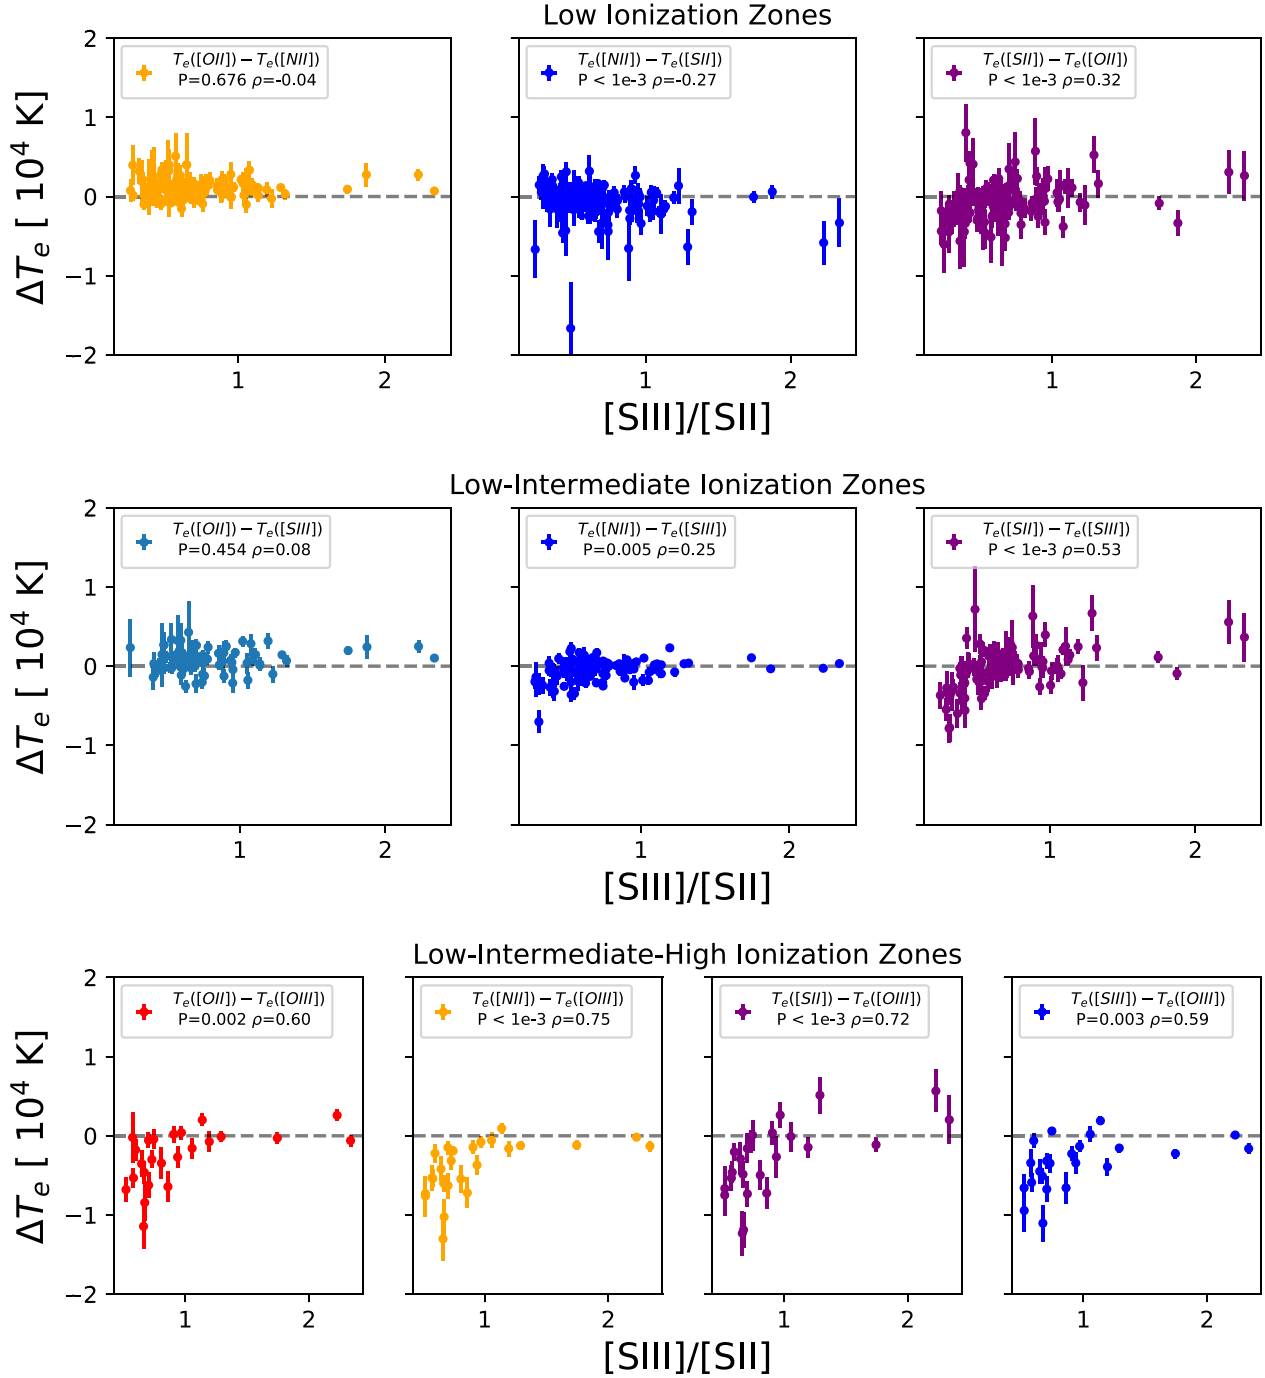 Low Ionization Zones
ΔTe [ 10^4 K]
2
1
0
−1
−2
Te([OII]) − Te([NII])
P=0.676 ρ=-0.04
1
2
Te([NII]) − Te([SII])
P < 1e-3 ρ=-0.27
1
2
Te([SII]) − Te([OII])
P < 1e-3 ρ=0.32
1
2
[SIII]/[SII]
Low-Intermediate Ionization Zones
ΔTe [ 10^4 K]
2
1
0
−1
−2
Te([OII]) − Te([SIII])
P=0.454 ρ=0.08
1
2
Te([NII]) − Te([SIII])
P=0.005 ρ=0.25
1
2
Te([SII]) − Te([SIII])
P < 1e-3 ρ=0.53
1
2
[SIII]/[SII]
Low-Intermediate-High Ionization Zones
ΔTe [ 10^4 K]
2
1
0
−1
−2
Te([OII]) − Te([OIII])
P=0.002 ρ=0.60
1
2
Te([NII]) − Te([OIII])
P < 1e-3 ρ=0.75
1
2
Te([SII]) − Te([OIII])
P < 1e-3 ρ=0.72
1
2
Te([SIII]) − Te([OIII])
P=0.003 ρ=0.59
1
2
[SIII]/[SII]